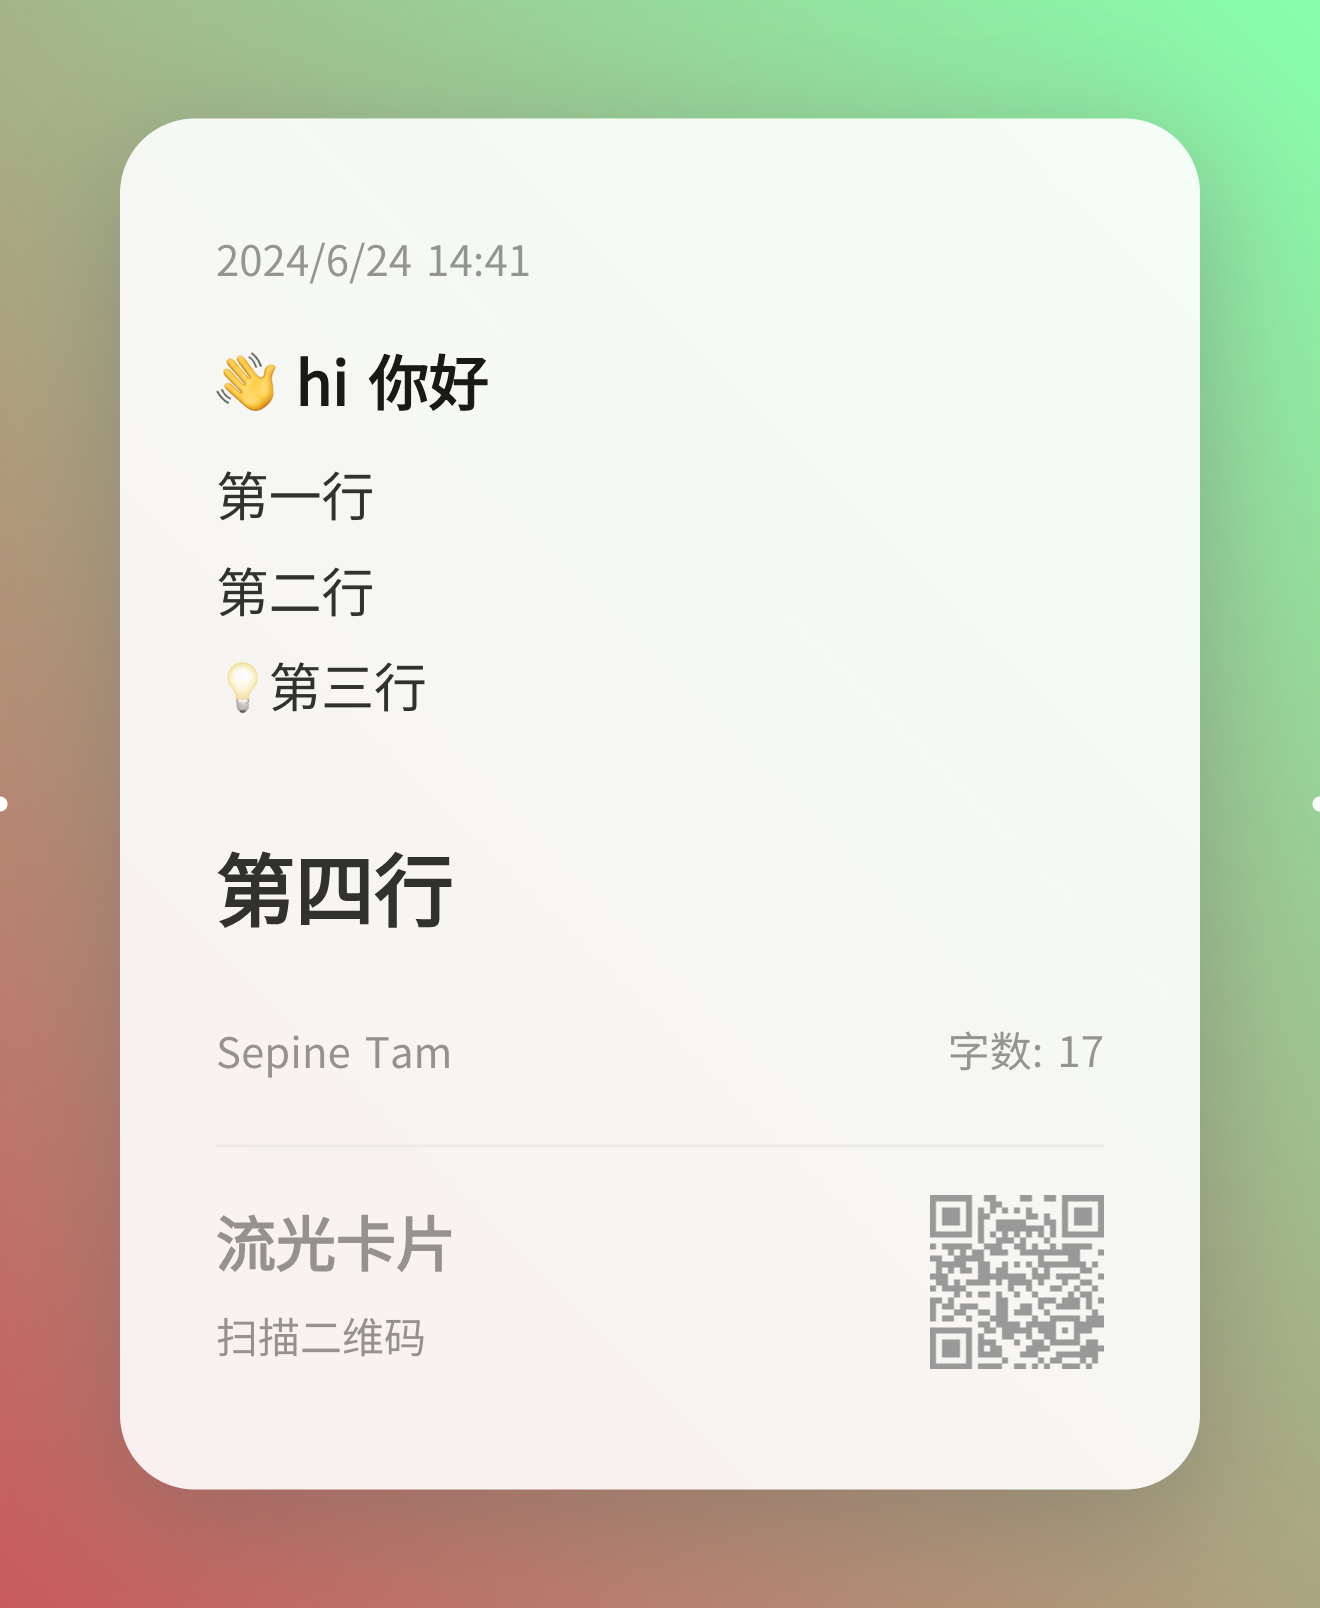 2024/6/24 14:41
👋 hi 你好
第一行
第二行
💡第三行
第四行
Sepine Tam
字数: 17
流光卡片
扫描二维码